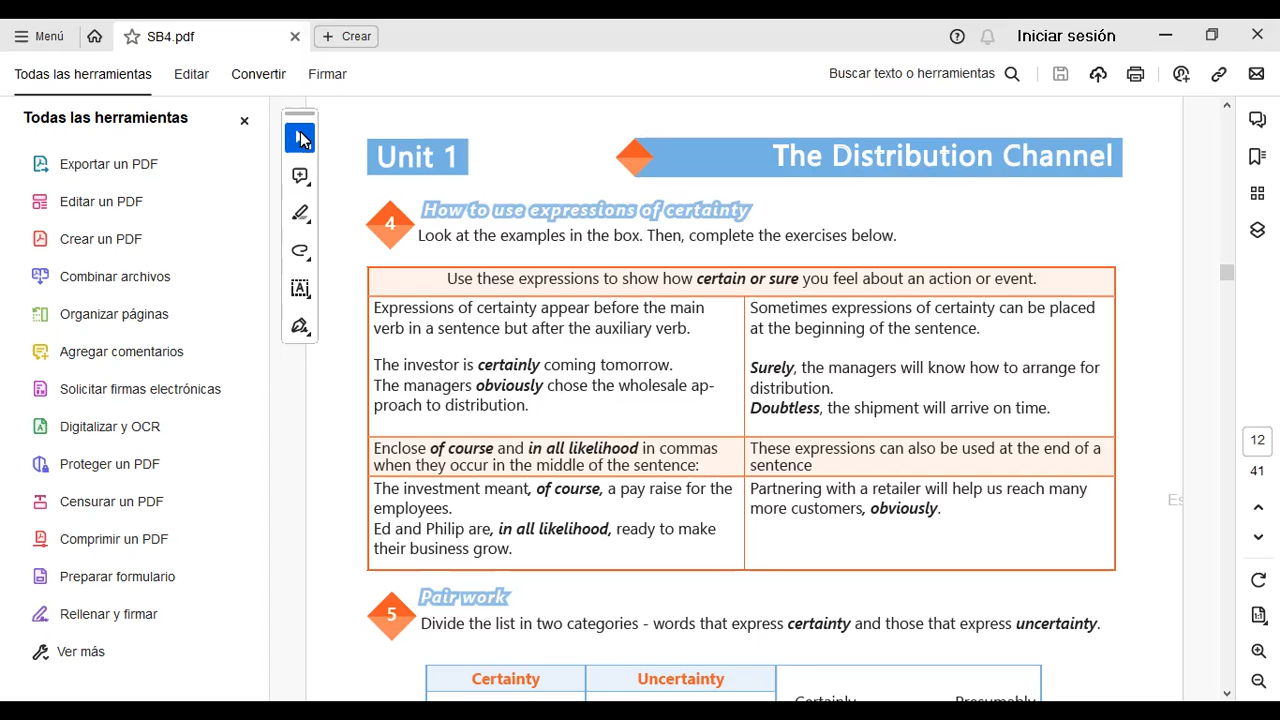 Menú
SB4.pdf
Crear
Iniciar sesión
Todas las herramientas
Editar
Convertir
Firmar
Buscar texto o herramientas
Todas las herramientas
Exportar un PDF
Editar un PDF
Crear un PDF
Combinar archivos
Organizar páginas
Agregar comentarios
Solicitar firmas electrónicas
Digitalizar y OCR
Proteger un PDF
Censurar un PDF
Comprimir un PDF
Preparar formulario
Rellenar y firmar
Ver más
Unit 1
The Distribution Channel
4
How to use expressions of certainty
Look at the examples in the box. Then, complete the exercises below.
Use these expressions to show how certain or sure you feel about an action or event.
Expressions of certainty appear before the main
verb in a sentence but after the auxiliary verb.
The investor is certainly coming tomorrow.
The managers obviously chose the wholesale ap-
proach to distribution.
Sometimes expressions of certainty can be placed
at the beginning of the sentence.
Surely, the managers will know how to arrange for
distribution.
Doubtless, the shipment will arrive on time.
Enclose of course and in all likelihood in commas
when they occur in the middle of the sentence:
These expressions can also be used at the end of a
sentence
The investment meant, of course, a pay raise for the
employees.
Ed and Philip are, in all likelihood, ready to make
their business grow.
Partnering with a retailer will help us reach many
more customers, obviously.
5
Pair work
Divide the list in two categories - words that express certainty and those that express uncertainty.
Certainty
Uncertainty
Certainly
Presumably
12
41